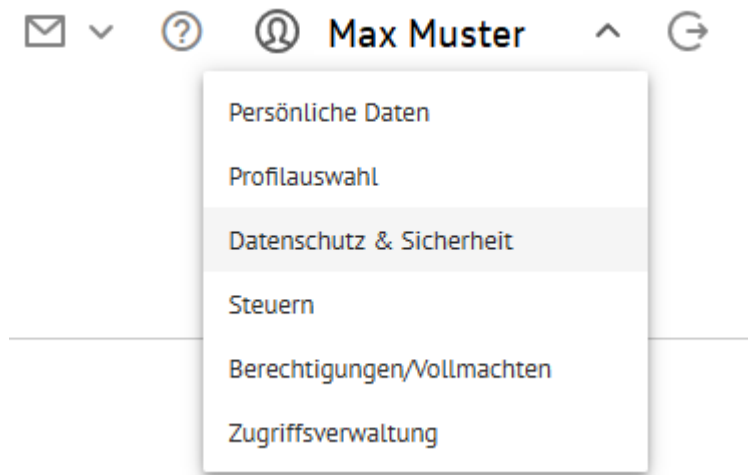 Max Muster
Persönliche Daten
Profilauswahl
Datenschutz & Sicherheit
Steuern
Berechtigungen/Vollmachten
Zugriffsverwaltung